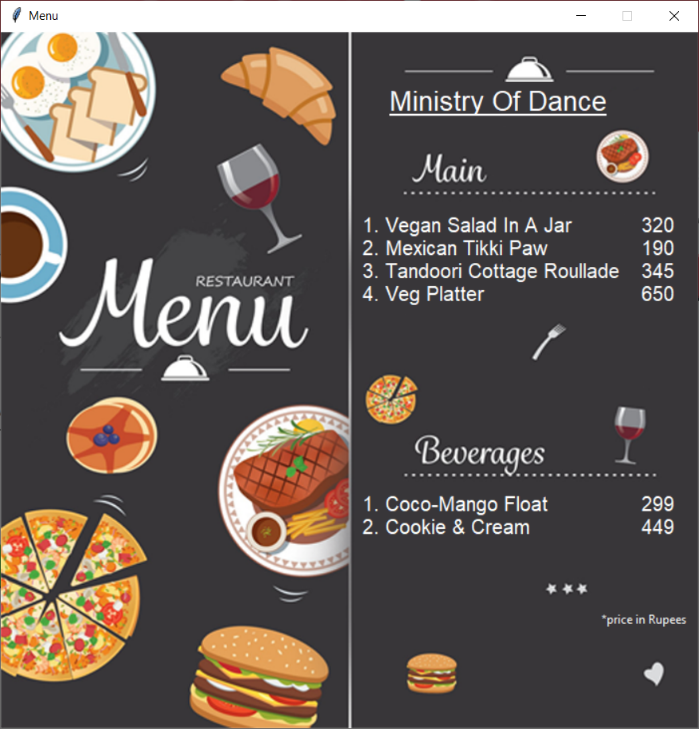 Menu
RESTAURANT
Menu
Ministry Of Dance
Main
1. Vegan Salad In A Jar 320
2. Mexican Tikki Paw 190
3. Tandoori Cottage Roullade 345
4. Veg Platter 650
Beverages
1. Coco-Mango Float 299
2. Cookie & Cream 449
*price in Rupees